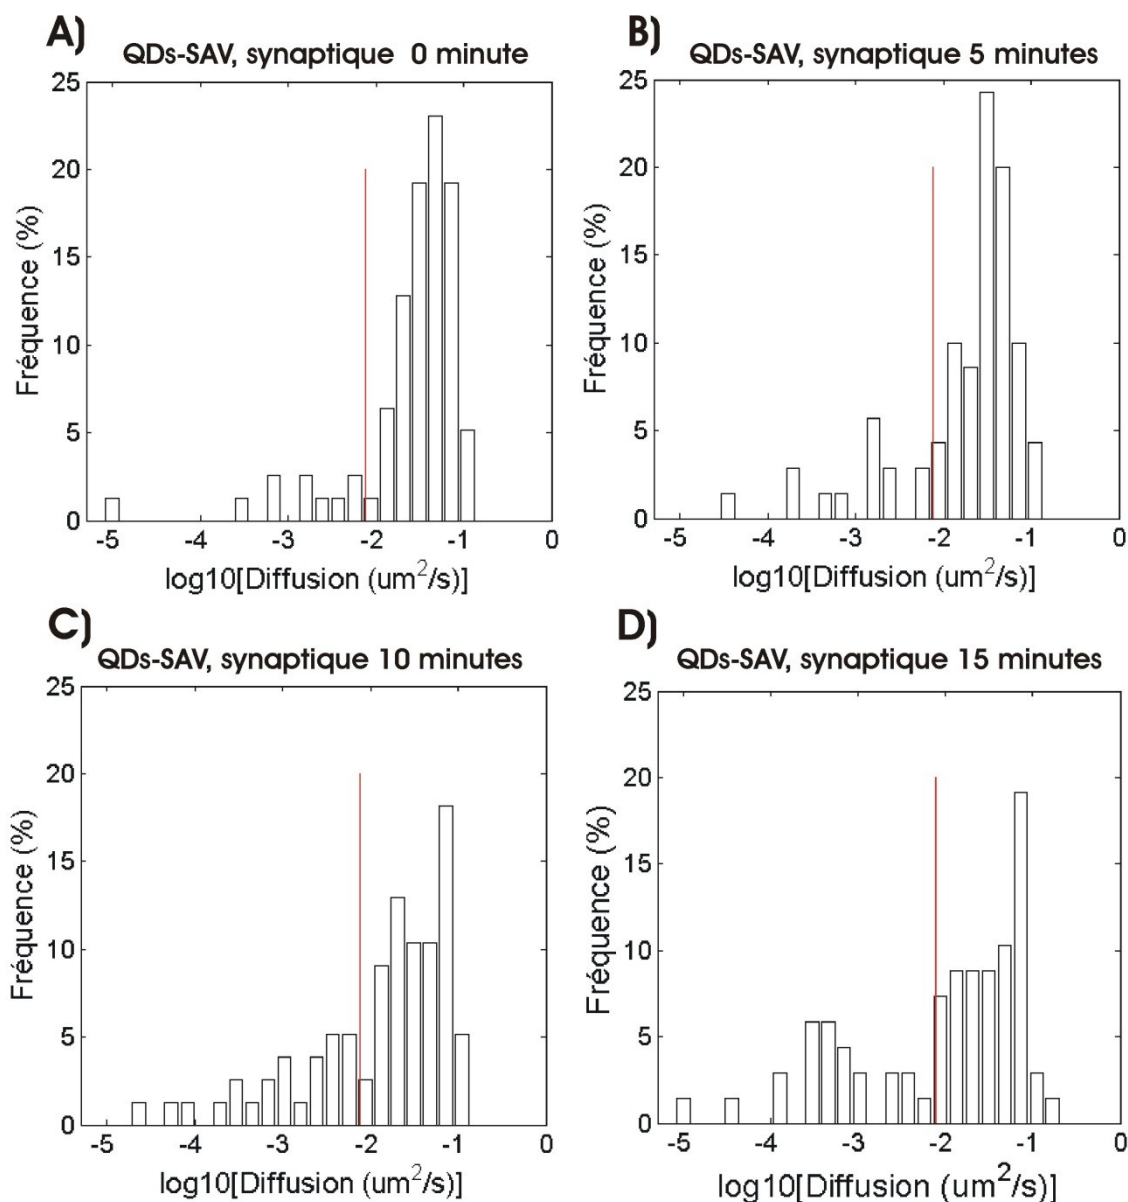 A)
QDs-SAV, synaptique 0 minute
25
20
15
10
5
0
Fréquence (%)
-5 -4 -3 -2 -1 0
log10[Diffusion (um²/s)]
B)
QDs-SAV, synaptique 5 minutes
25
20
15
10
5
0
Fréquence (%)
-5 -4 -3 -2 -1 0
log10[Diffusion (um²/s)]
C)
QDs-SAV, synaptique 10 minutes
25
20
15
10
5
0
Fréquence (%)
-5 -4 -3 -2 -1 0
log10[Diffusion (um²/s)]
D)
QDs-SAV, synaptique 15 minutes
25
20
15
10
5
0
Fréquence (%)
-5 -4 -3 -2 -1 0
log10[Diffusion (um²/s)]